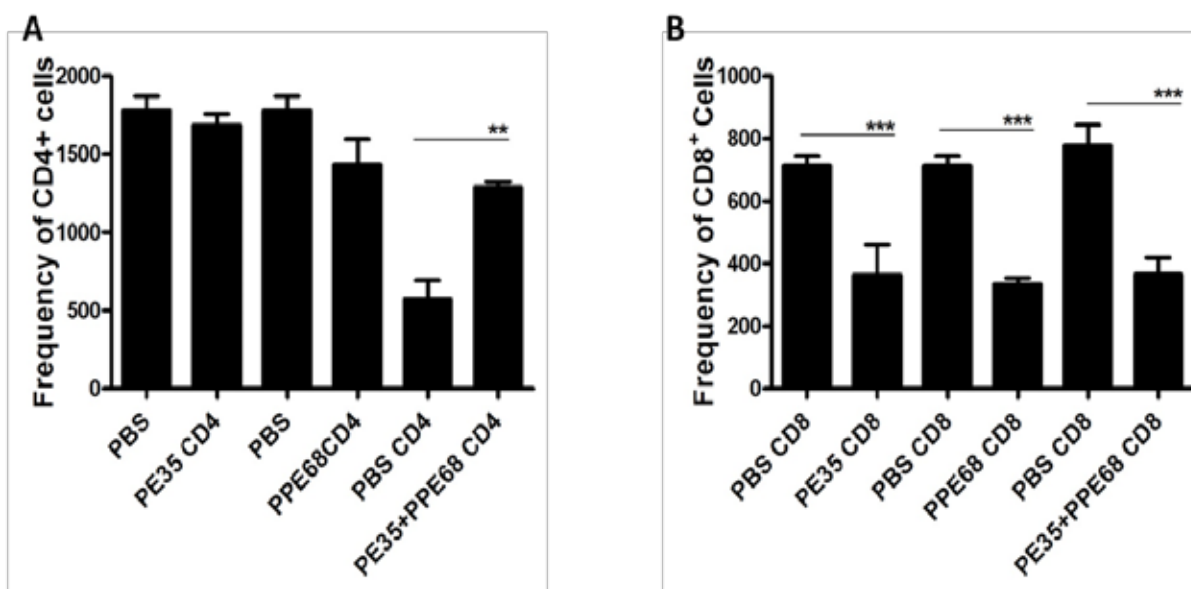 A
Frequency of CD4+ cells
2000
1500
1000
500
0
**
PBS
PE35 CD4
PBS
PPE68CD4
PBS CD4
PE35+PPE68 CD4
B
Frequency of CD8⁺ Cells
1000
800
600
400
200
0
***
***
***
PBS CD8
PE35 CD8
PBS CD8
PPE68 CD8
PBS CD8
PE35+PPE68 CD8